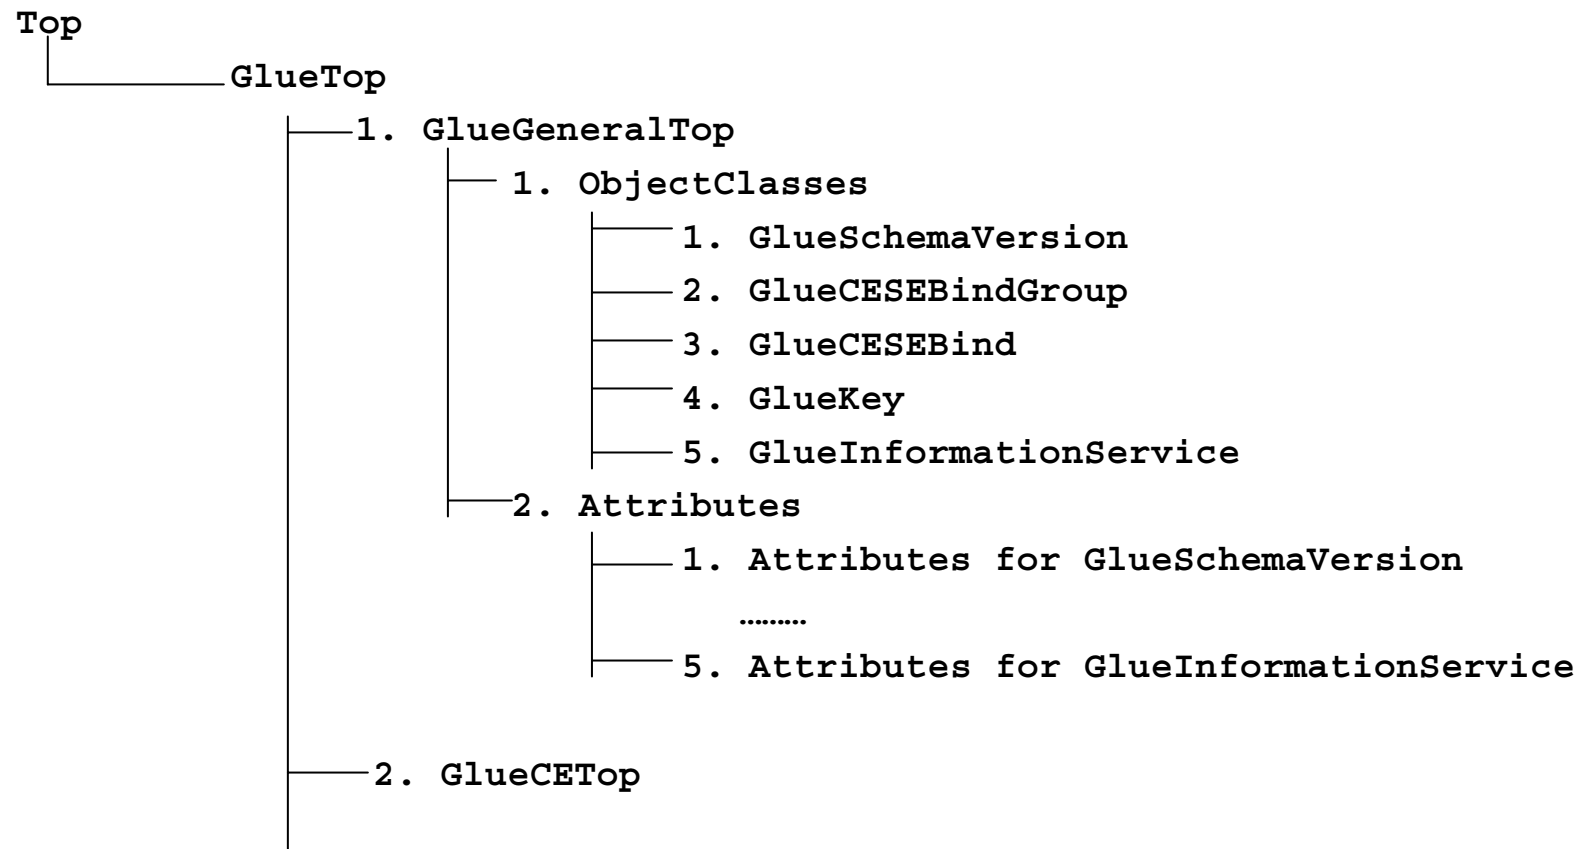 Top
GlueTop
1. GlueGeneralTop
1. ObjectClasses
1. GlueSchemaVersion
2. GlueCESEBindGroup
3. GlueCESEBind
4. GlueKey
5. GlueInformationService
2. Attributes
1. Attributes for GlueSchemaVersion
………
5. Attributes for GlueInformationService
2. GlueCETop